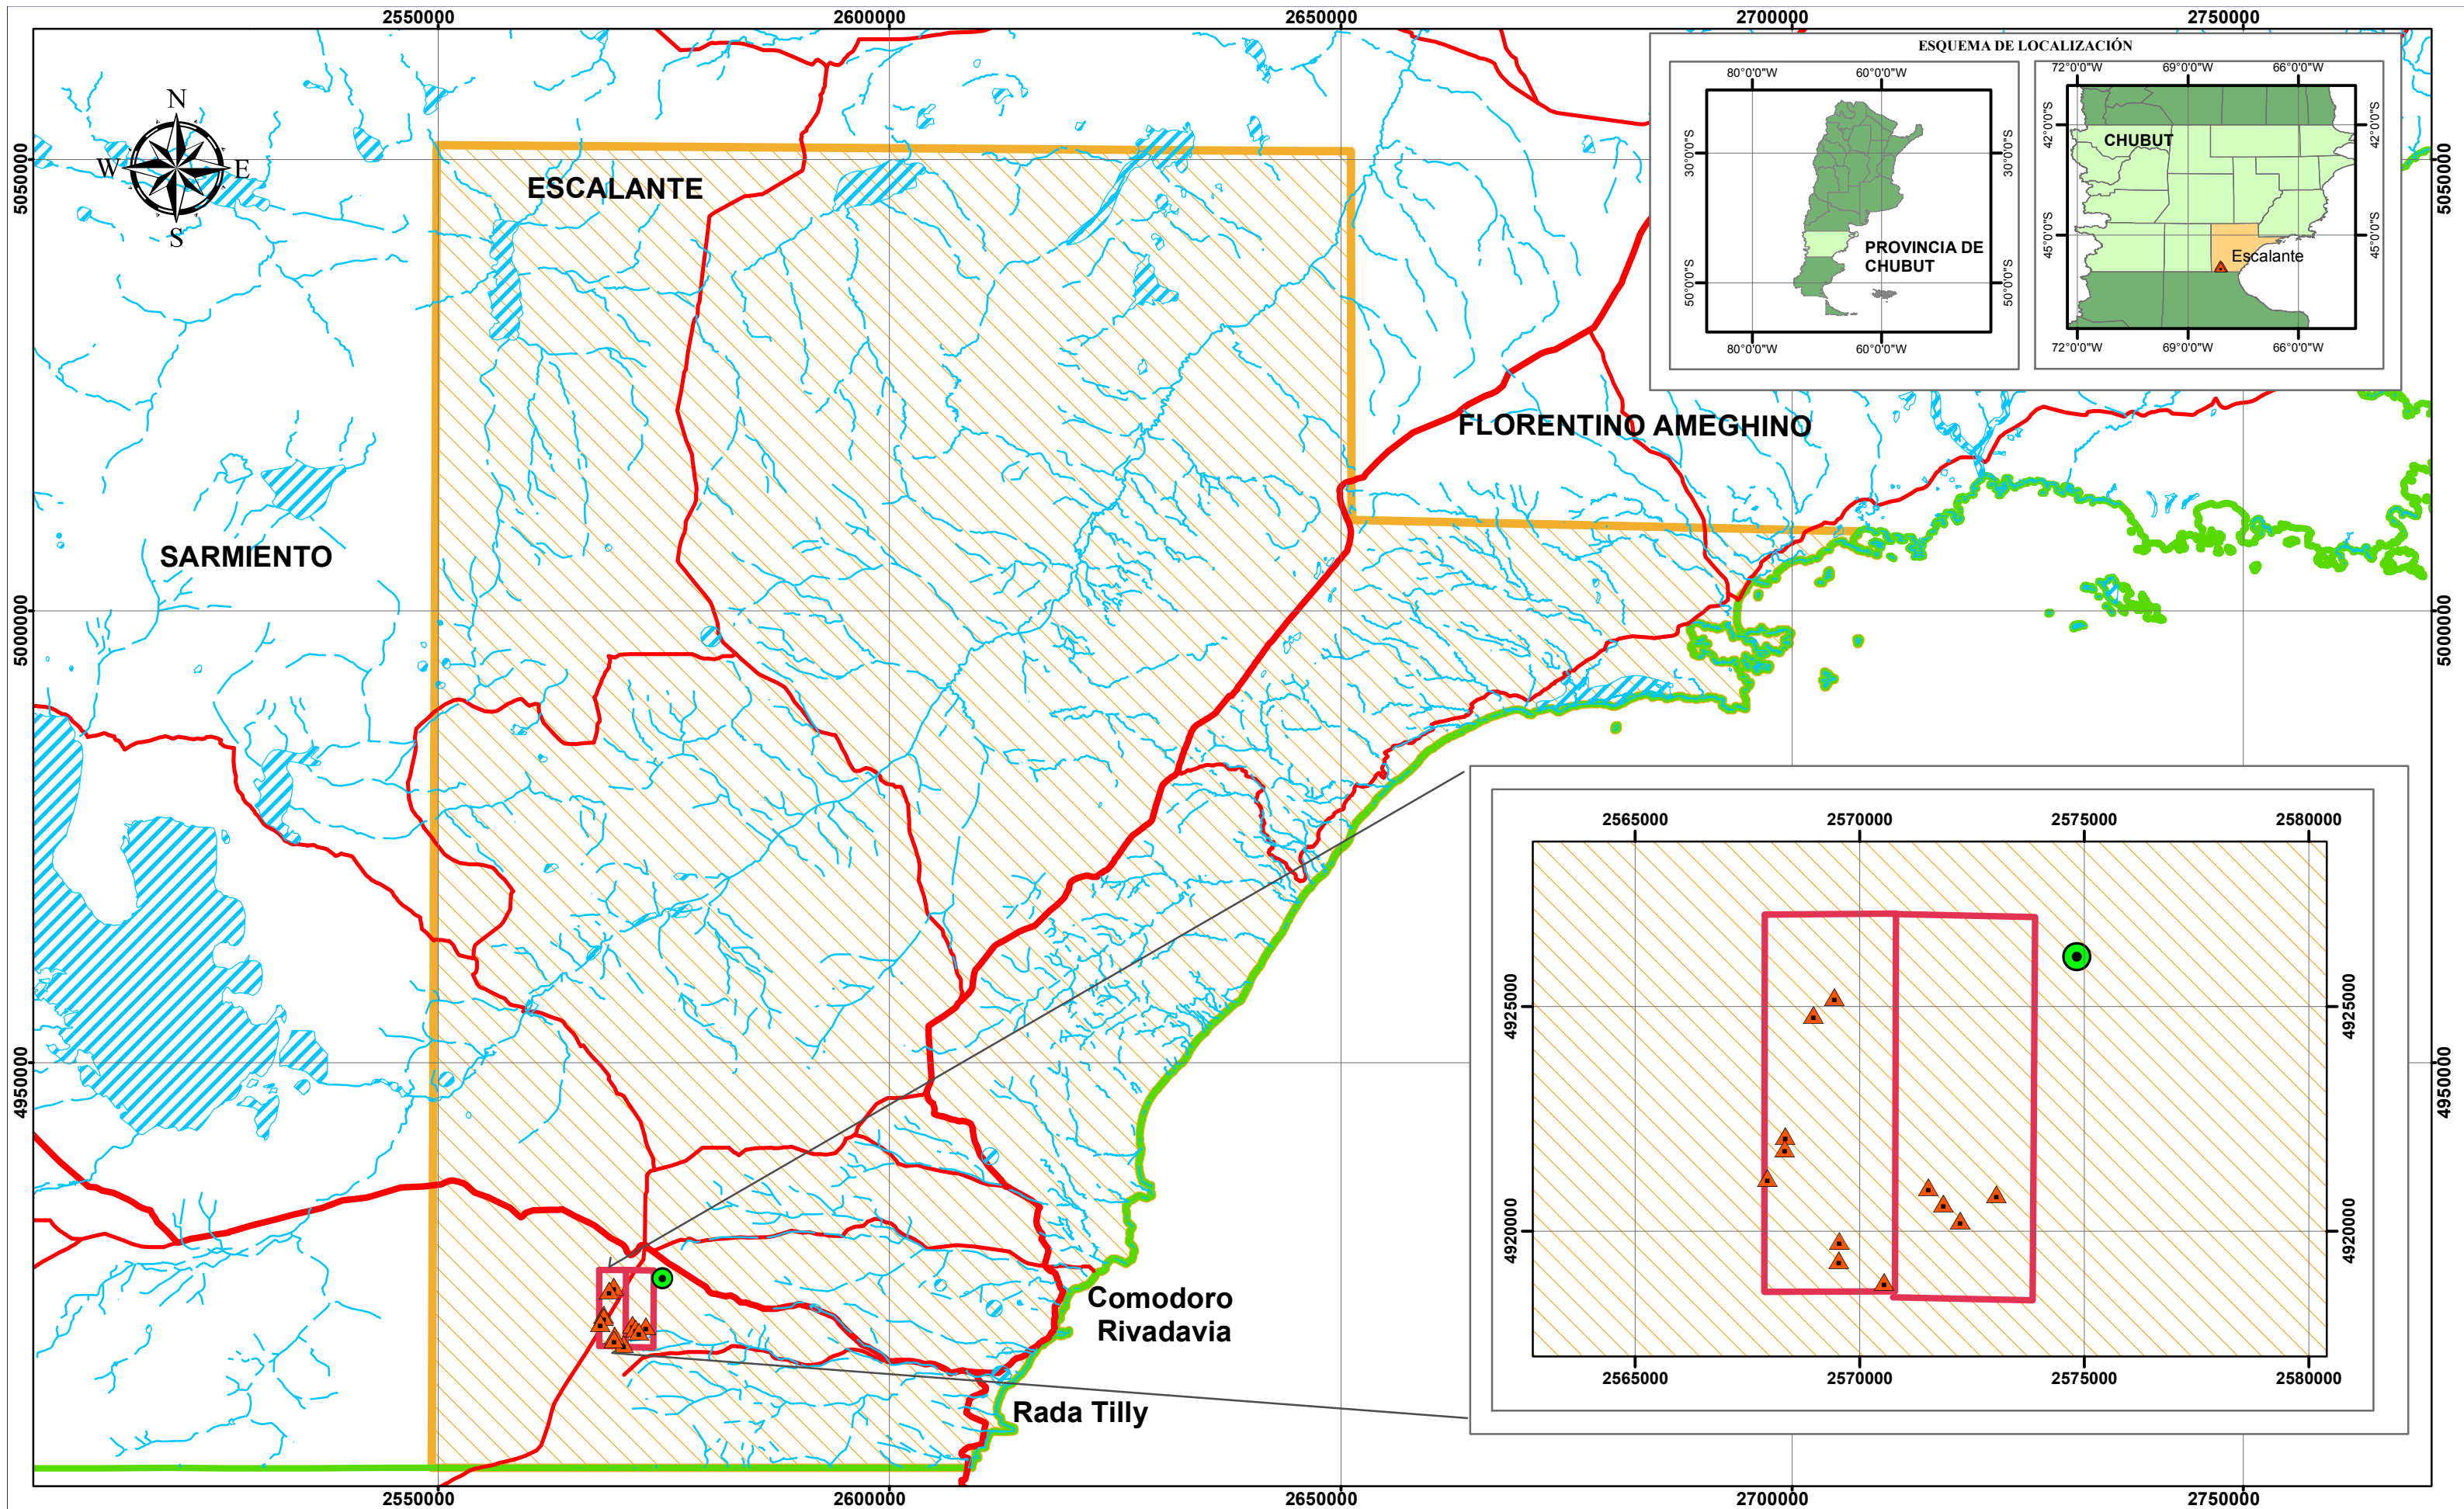 2550000 2600000 2650000 2700000 2750000
ESQUEMA DE LOCALIZACIÓN
80°0'0"W 60°0'0"W
72°0'0"W 69°0'0"W 66°0'0"W
30°0'0"S 30°0'0"S
50°0'0"S 50°0'0"S
PROVINCIA DE
CHUBUT
80°0'0"W 60°0'0"W
42°0'0"S 42°0'0"S
CHUBUT
45°0'0"S 45°0'0"S
Escalante
72°0'0"W 69°0'0"W 66°0'0"W
N
W E
S
5050000 5050000
ESCALANTE
FLORENTINO AMEGHINO
SARMIENTO
5000000 5000000
2565000 2570000 2575000 2580000
4925000 4925000
4950000 4950000
4920000 4920000
2565000 2570000 2575000 2580000
Comodoro
Rivadavia
Rada Tilly
2550000 2600000 2650000 2700000 2750000